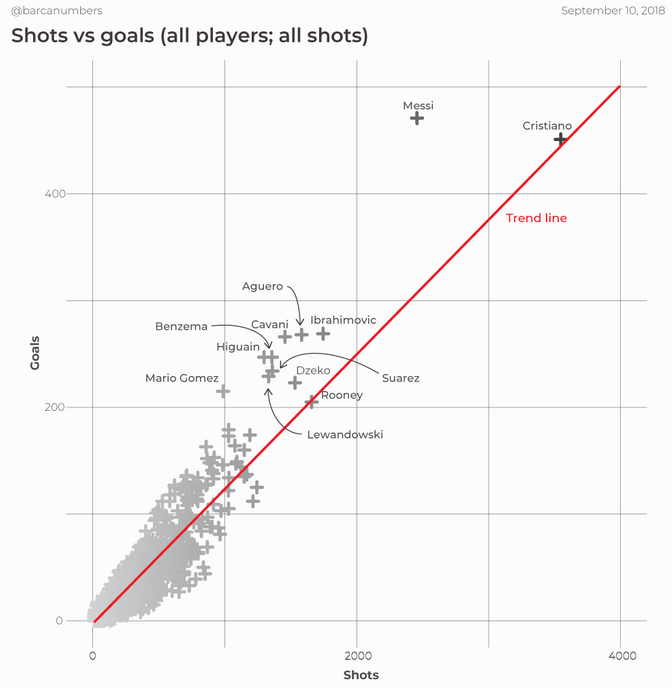 @barcanumbers
September 10, 2018
Shots vs goals (all players; all shots)
Messi
Cristiano
400
Trend line
Aguero
Cavani
Ibrahimovic
Benzema
Higuain
Mario Gomez
Dzeko
Suarez
Rooney
200
Lewandowski
Goals
0
0
2000
4000
Shots